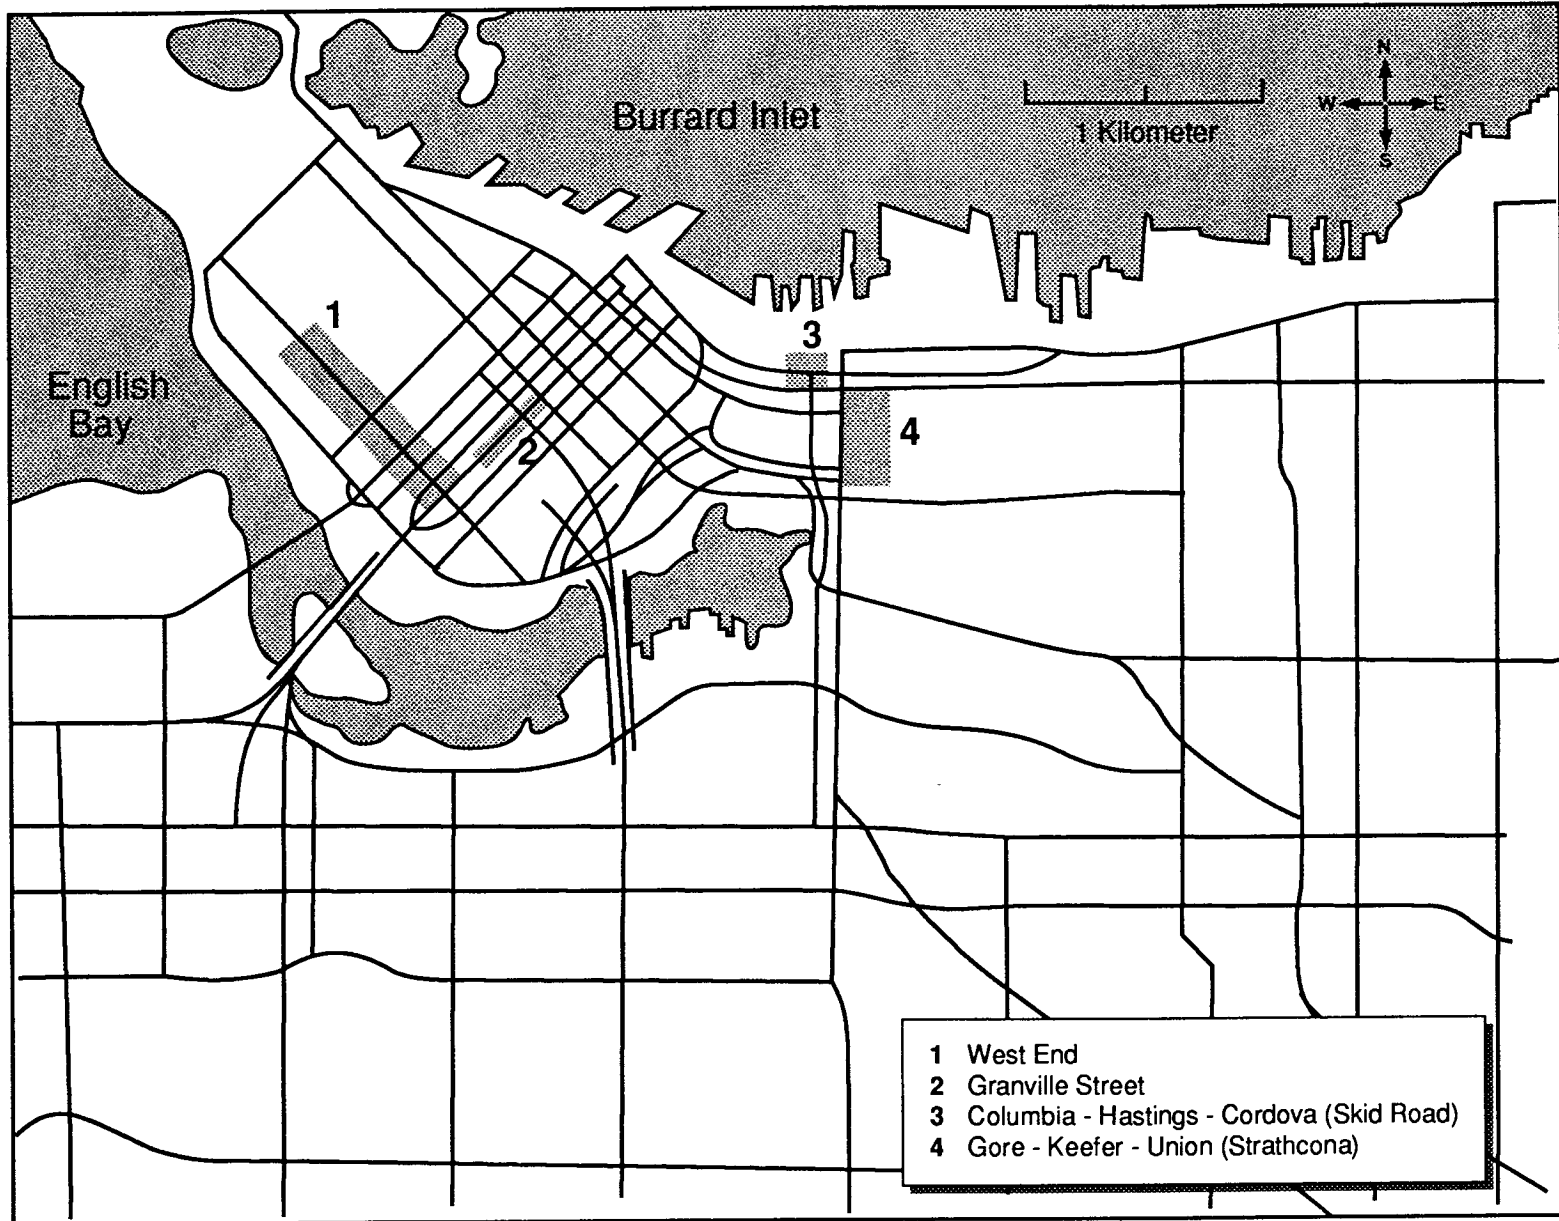 N
Burrard Inlet
W E
1 Kilometer
S
1
3
English
Bay
4
2
1 West End
2 Granville Street
3 Columbia - Hastings - Cordova (Skid Road)
4 Gore - Keefer - Union (Strathcona)